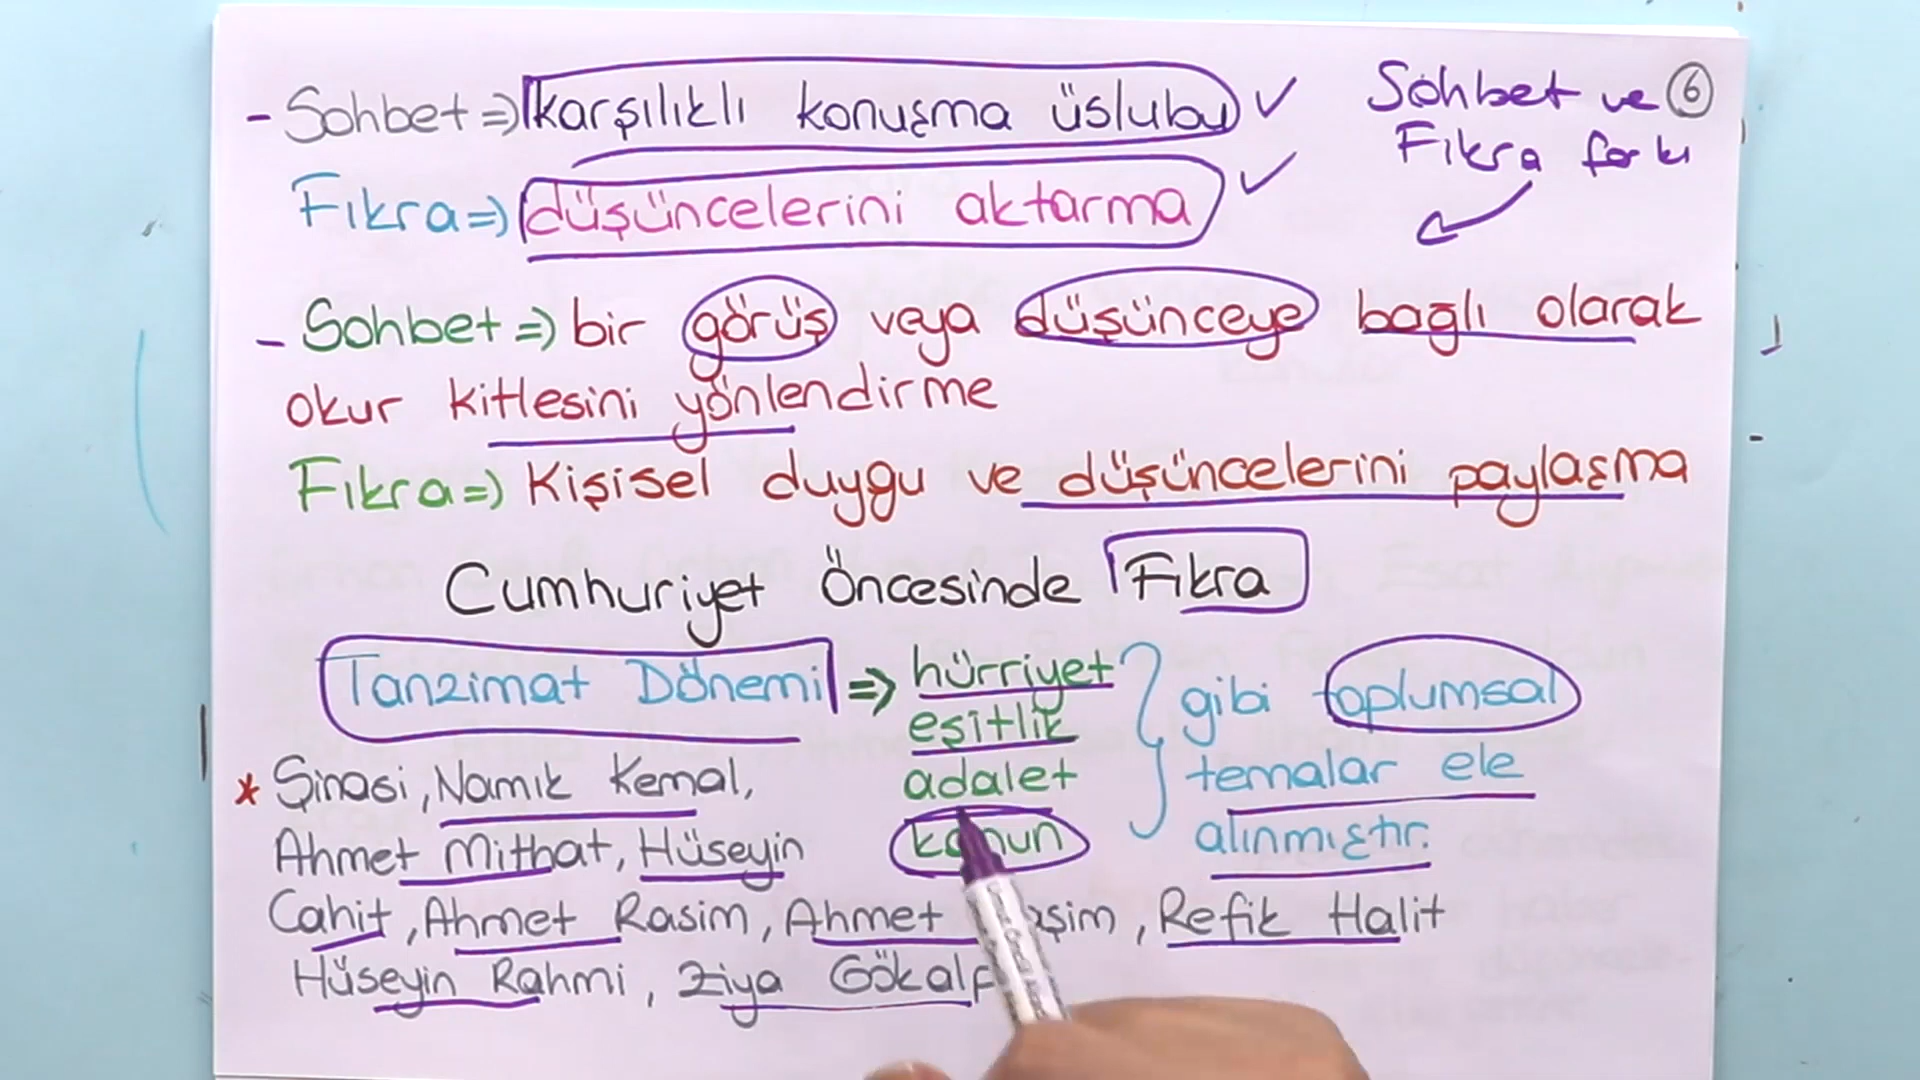 - Sohbet => karşılıklı konuşma üslubu ✓
Fıkra => düşüncelerini aktarma ✓
Sohbet ve
Fıkra farkı
6
- Sohbet => bir görüş veya düşünceye bağlı olarak
okur kitlesini yönlendirme
Fıkra => Kişisel duygu ve düşüncelerini paylaşma
Cumhuriyet Öncesinde Fıkra
Tanzimat Dönemi => hürriyet
eşitlik
adalet
kanun
gibi toplumsal
temalar ele
alınmıştır.
* Şinasi, Namık Kemal,
Ahmet Mithat, Hüseyin
Cahit, Ahmet Rasim, Ahmet , Refik Halit
Hüseyin Rahmi, Ziya Gökalp